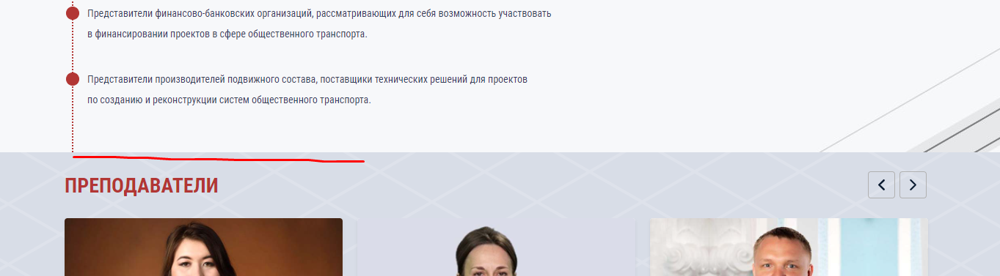 Представители финансово-банковских организаций, рассматривающих для себя возможность участвовать
в финансировании проектов в сфере общественного транспорта.
Представители производителей подвижного состава, поставщики технических решений для проектов
по созданию и реконструкции систем общественного транспорта.
ПРЕПОДАВАТЕЛИ